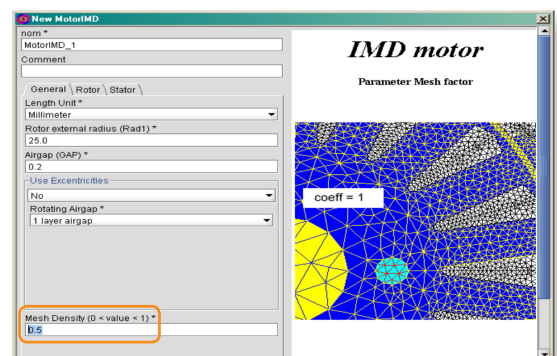 New MotorIMD
nom *
MotorIMD_1
Comment
General \ Rotor \ Stator \
Length Unit *
Millimeter
Rotor external radius (Rad1) *
25.0
Airgap (GAP) *
0.2
Use Excentricities
No
Rotating Airgap *
1 layer airgap
Mesh Density (0 < value < 1) *
0.5
IMD motor
Parameter Mesh factor
coeff = 1